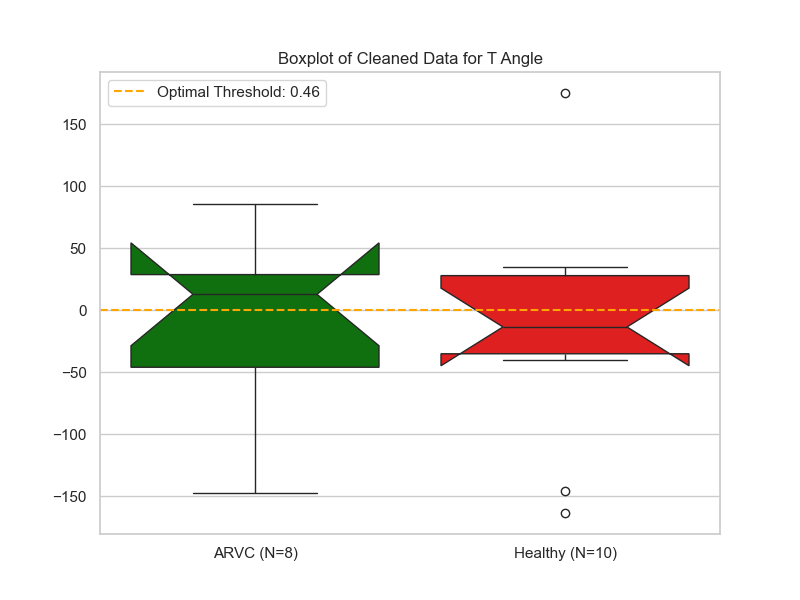 Boxplot of Cleaned Data for T Angle
Optimal Threshold: 0.46
150
100
50
0
−50
−100
−150
ARVC (N=8)
Healthy (N=10)